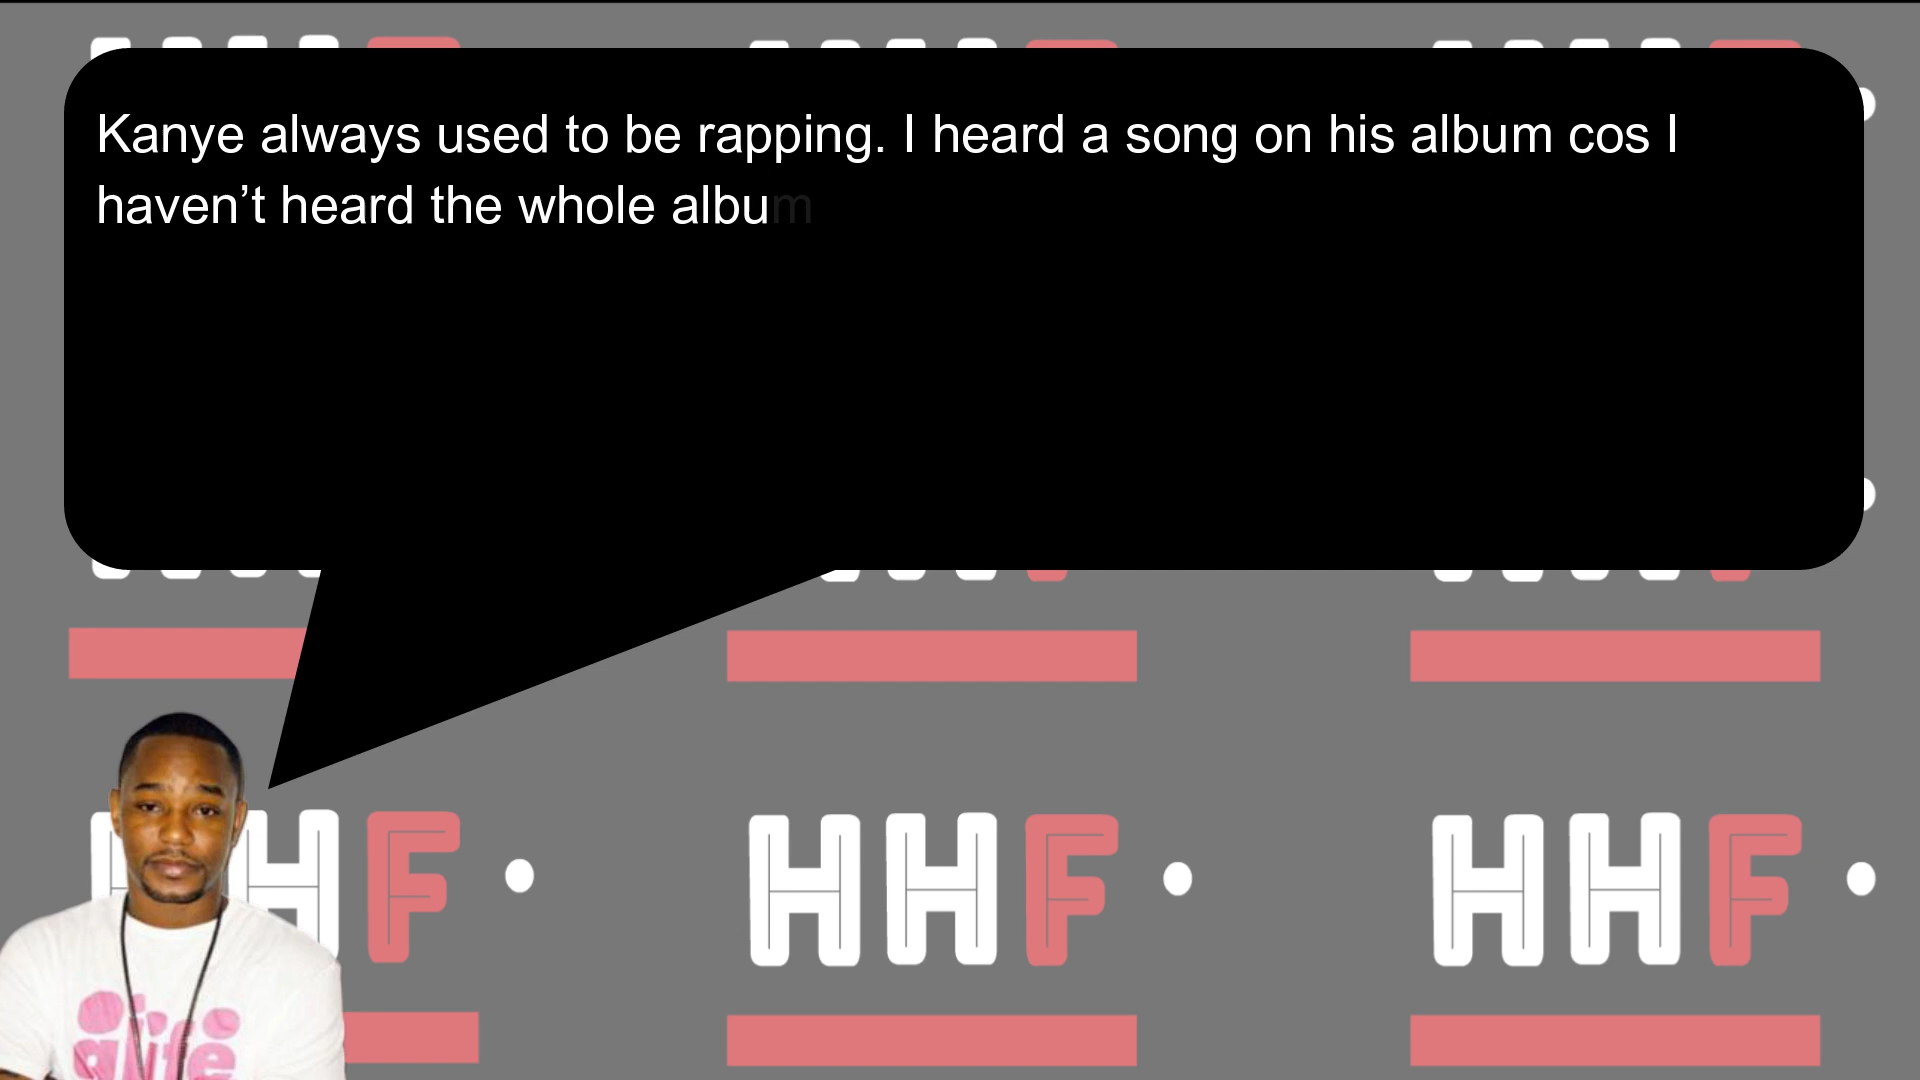 Kanye always used to be rapping. I heard a song on his album cos I
haven’t heard the whole album
HHF.
HHF.
HHF.
alife